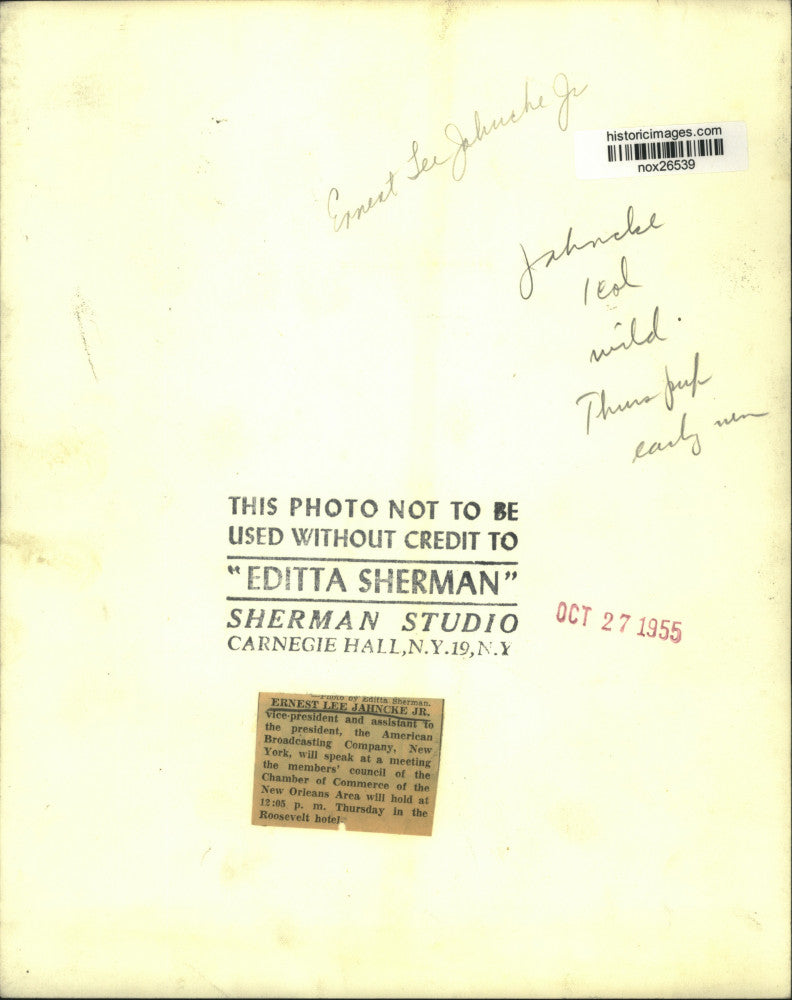 Ernest Lee Jahncke Jr
historicimages.com
nox26539
Jahncke
1 col
mild.
Thurs
early
THIS PHOTO NOT TO BE
USED WITHOUT CREDIT TO
"EDITTA SHERMAN"
SHERMAN STUDIO
CARNEGIE HALL, N.Y.19, N.Y
OCT 27 1955
—Photo by Editta Sherman.
ERNEST LEE JAHNCKE JR.
vice-president and assistant to
the president, the American
Broadcasting Company, New
York, will speak at a meeting
the members' council of the
Chamber of Commerce of the
New Orleans Area will hold at
12:05 p. m. Thursday in the
Roosevelt hotel.